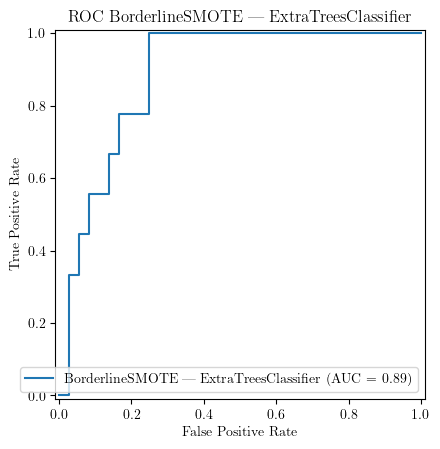 ROC BorderlineSMOTE — ExtraTreesClassifier
1.0
0.8
0.6
0.4
0.2
0.0
True Positive Rate
BorderlineSMOTE — ExtraTreesClassifier (AUC = 0.89)
0.0 0.2 0.4 0.6 0.8 1.0
False Positive Rate